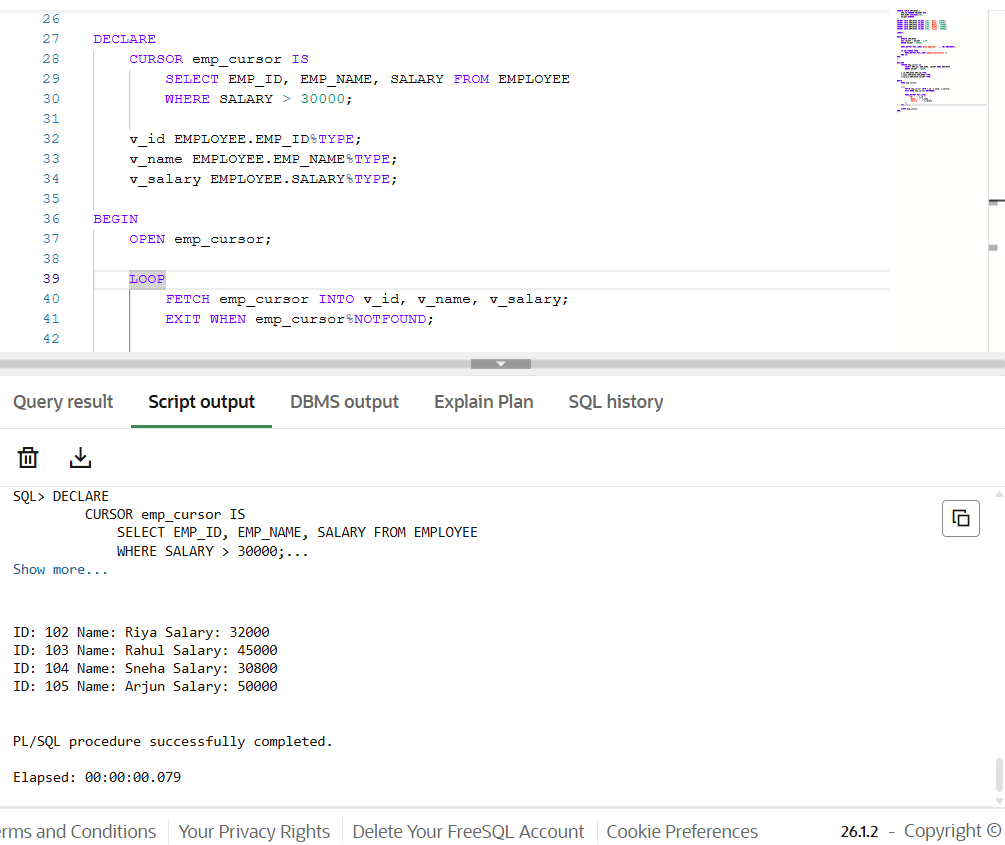 26
27 DECLARE
28 CURSOR emp_cursor IS
29 SELECT EMP_ID, EMP_NAME, SALARY FROM EMPLOYEE
30 WHERE SALARY > 30000;
31
32 v_id EMPLOYEE.EMP_ID%TYPE;
33 v_name EMPLOYEE.EMP_NAME%TYPE;
34 v_salary EMPLOYEE.SALARY%TYPE;
35
36 BEGIN
37 OPEN emp_cursor;
38
39 LOOP
40 FETCH emp_cursor INTO v_id, v_name, v_salary;
41 EXIT WHEN emp_cursor%NOTFOUND;
42
Query result Script output DBMS output Explain Plan SQL history
SQL> DECLARE
CURSOR emp_cursor IS
SELECT EMP_ID, EMP_NAME, SALARY FROM EMPLOYEE
WHERE SALARY > 30000;...
Show more...
ID: 102 Name: Riya Salary: 32000
ID: 103 Name: Rahul Salary: 45000
ID: 104 Name: Sneha Salary: 30800
ID: 105 Name: Arjun Salary: 50000
PL/SQL procedure successfully completed.
Elapsed: 00:00:00.079
rms and Conditions Your Privacy Rights Delete Your FreeSQL Account Cookie Preferences 26.1.2 - Copyright ©